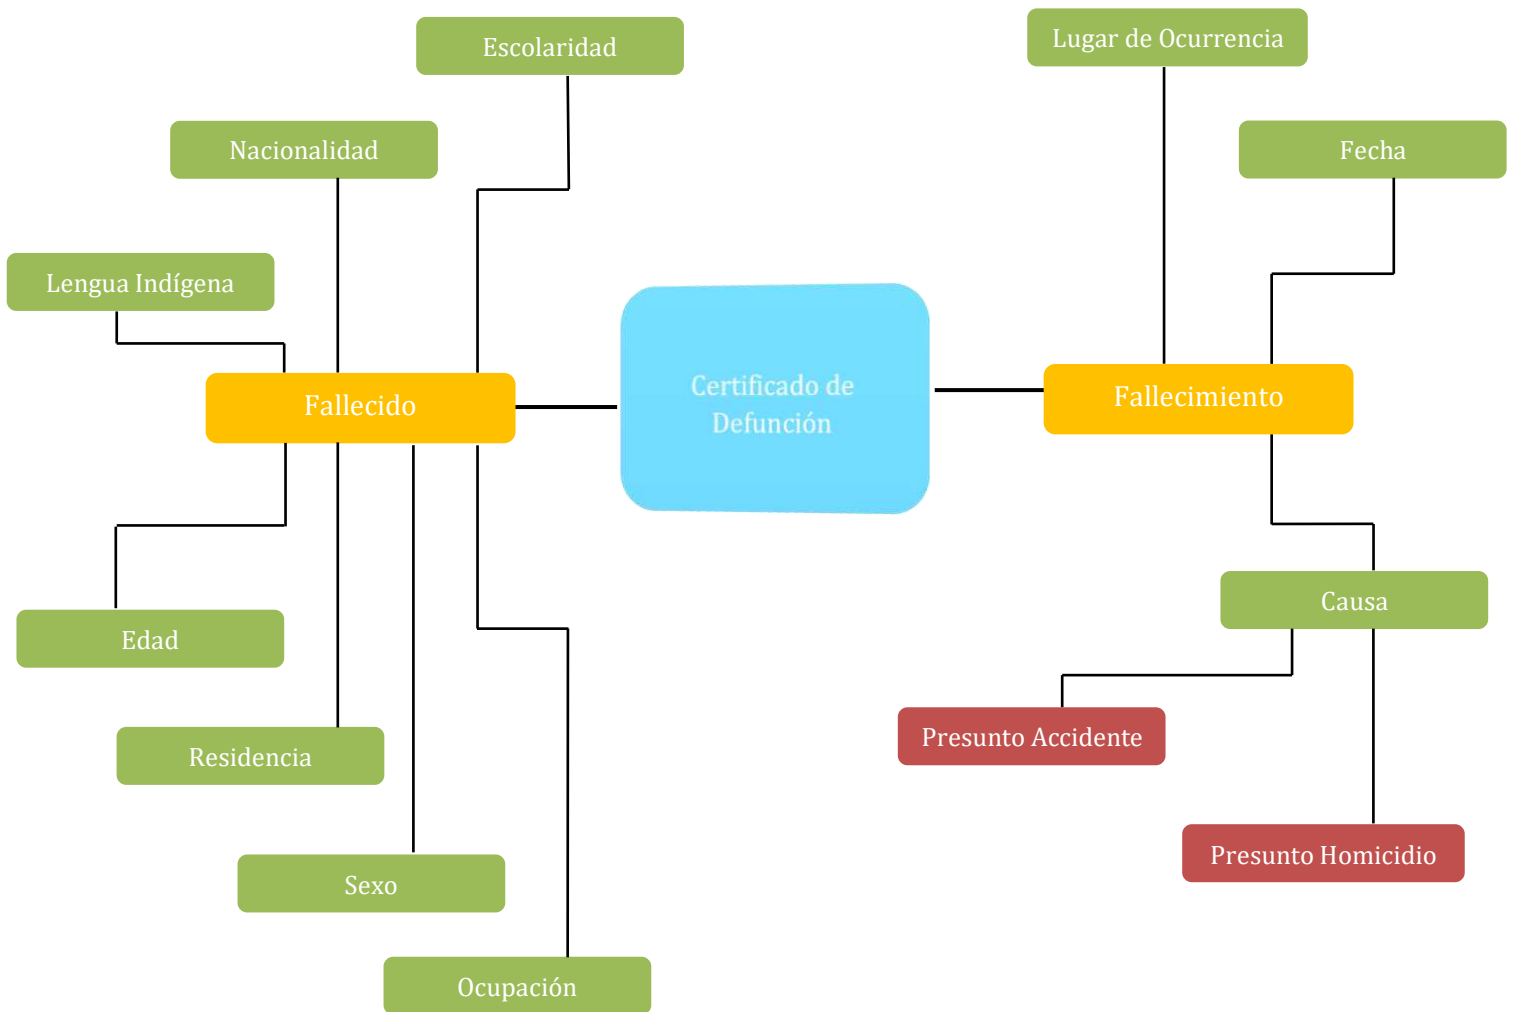 Escolaridad
Lugar de Ocurrencia
Nacionalidad
Fecha
Lengua Indígena
Certificado de
Defunción
Fallecido
Fallecimiento
Causa
Edad
Presunto Accidente
Residencia
Presunto Homicidio
Sexo
Ocupación